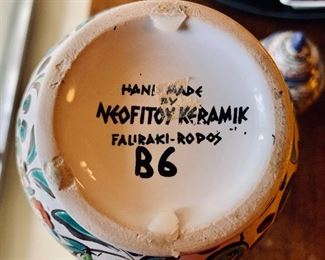 HAND MADE
BY
NEOFITOY KERAMIK
FALIRAKI-RODOS
B6